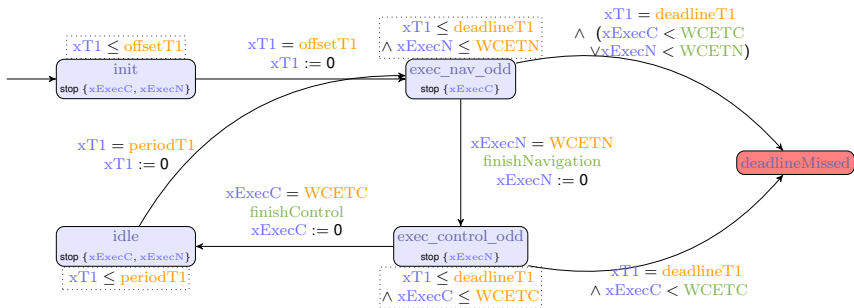 xT1 ≤ offsetT1
init
stop {xExecC, xExecN}
xT1 = offsetT1
xT1 := 0
xT1 ≤ deadlineT1
∧ xExecN ≤ WCETN
exec_nav_odd
stop {xExecC}
xT1 = deadlineT1
∧ (xExecC < WCETC
∨xExecN < WCETN)
xT1 = periodT1
xT1 := 0
xExecN = WCETN
finishNavigation
xExecN := 0
deadlineMissed
xExecC = WCETC
finishControl
xExecC := 0
idle
stop {xExecC, xExecN}
xT1 ≤ periodT1
exec_control_odd
stop {xExecN}
xT1 ≤ deadlineT1
∧ xExecC ≤ WCETC
xT1 = deadlineT1
∧ xExecC < WCETC